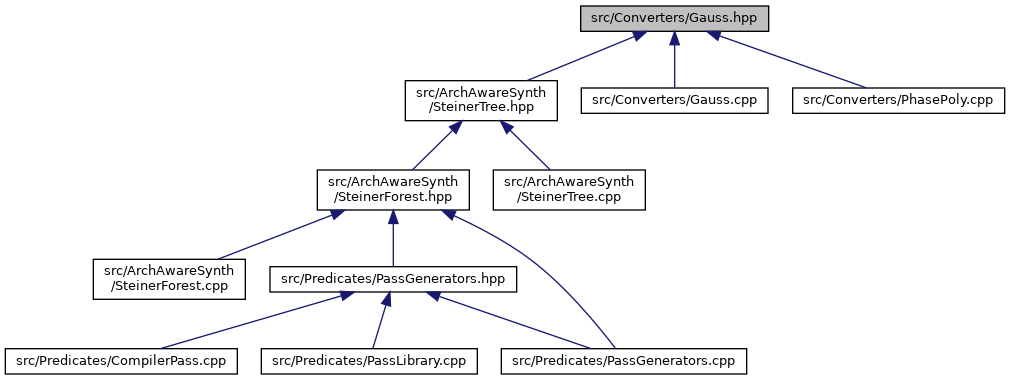 src/Converters/Gauss.hpp
src/ArchAwareSynth
/SteinerTree.hpp
src/Converters/Gauss.cpp
src/Converters/PhasePoly.cpp
src/ArchAwareSynth
/SteinerForest.hpp
src/ArchAwareSynth
/SteinerTree.cpp
src/ArchAwareSynth
/SteinerForest.cpp
src/Predicates/PassGenerators.hpp
src/Predicates/CompilerPass.cpp
src/Predicates/PassLibrary.cpp
src/Predicates/PassGenerators.cpp